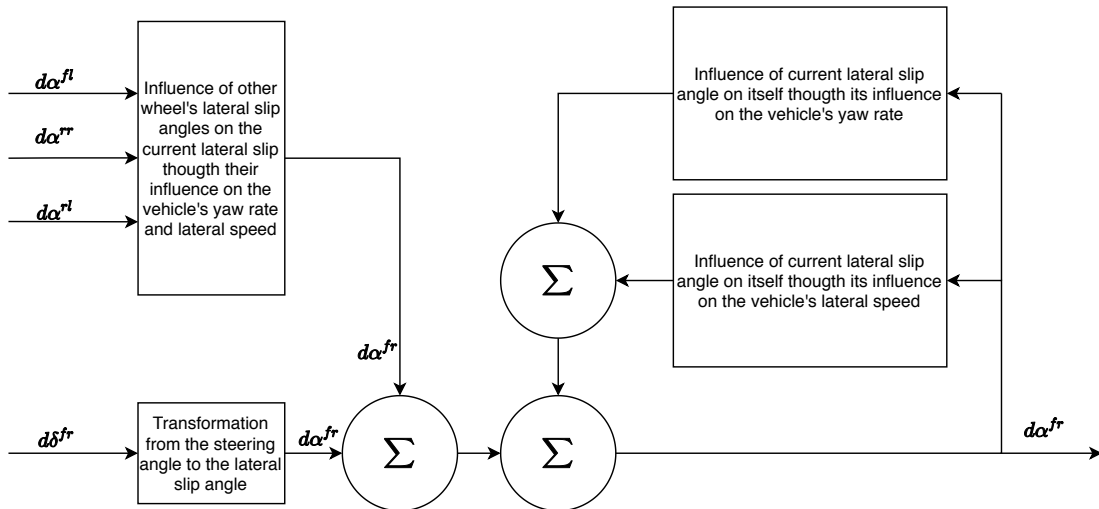 dα^{fl}
dα^{rr}
dα^{rl}
Influence of other
wheel's lateral slip
angles on the
current lateral slip
thougth their
influence on the
vehicle's yaw rate
and lateral speed
Influence of current lateral slip
angle on itself thougth its influence
on the vehicle's yaw rate
Influence of current lateral slip
angle on itself thougth its influence
on the vehicle's lateral speed
Σ
dα^{fr}
dδ^{fr}
Transformation
from the steering
angle to the lateral
slip angle
dα^{fr}
Σ
Σ
dα^{fr}